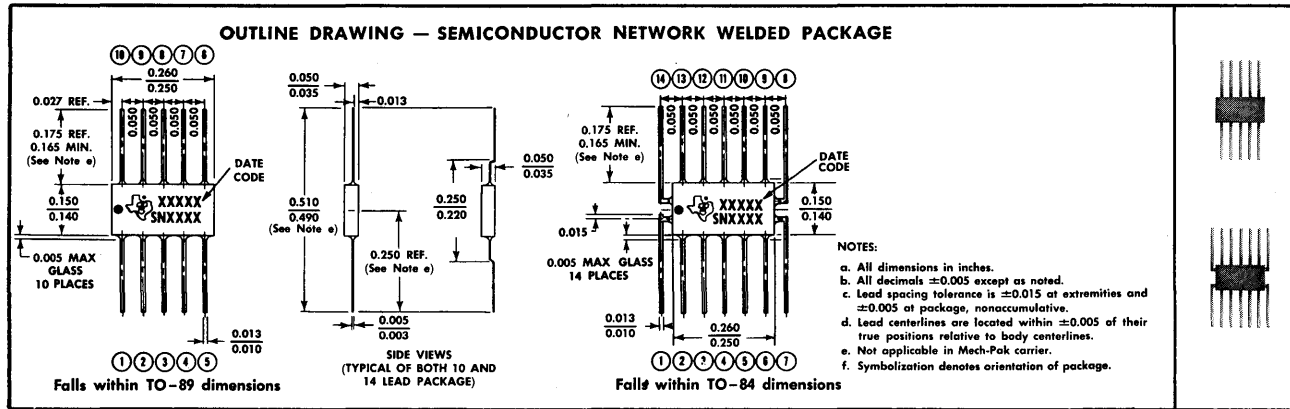 OUTLINE DRAWING — SEMICONDUCTOR NETWORK WELDED PACKAGE
10 9 8 7 6
0.260
0.250
0.027 REF.
0.050 0.050 0.050 0.050
0.175 REF.
0.165 MIN.
(See Note e)
DATE
CODE
0.150
0.140
XXXXX
SNXXXX
0.005 MAX
GLASS
10 PLACES
0.013
0.010
1 2 3 4 5
Falls within TO-89 dimensions
0.050
0.035
0.013
0.510
0.490
(See Note e)
0.250 REF.
(See Note e)
0.005
0.003
0.050
0.035
0.250
0.220
SIDE VIEWS
(TYPICAL OF BOTH 10 AND
14 LEAD PACKAGE)
14 13 12 11 10 9 8
0.050 0.050 0.050 0.050 0.050 0.050
0.175 REF.
0.165 MIN.
(See Note e)
DATE
CODE
XXXXX
SNXXXX
0.150
0.140
0.015
0.005 MAX GLASS
14 PLACES
0.013
0.010
0.260
0.250
1 2 3 4 5 6 7
Falls within TO-84 dimensions
NOTES:
a. All dimensions in inches.
b. All decimals ±0.005 except as noted.
c. Lead spacing tolerance is ±0.015 at extremities and
±0.005 at package, nonaccumulative.
d. Lead centerlines are located within ±0.005 of their
true positions relative to body centerlines.
e. Not applicable in Mech-Pak carrier.
f. Symbolization denotes orientation of package.